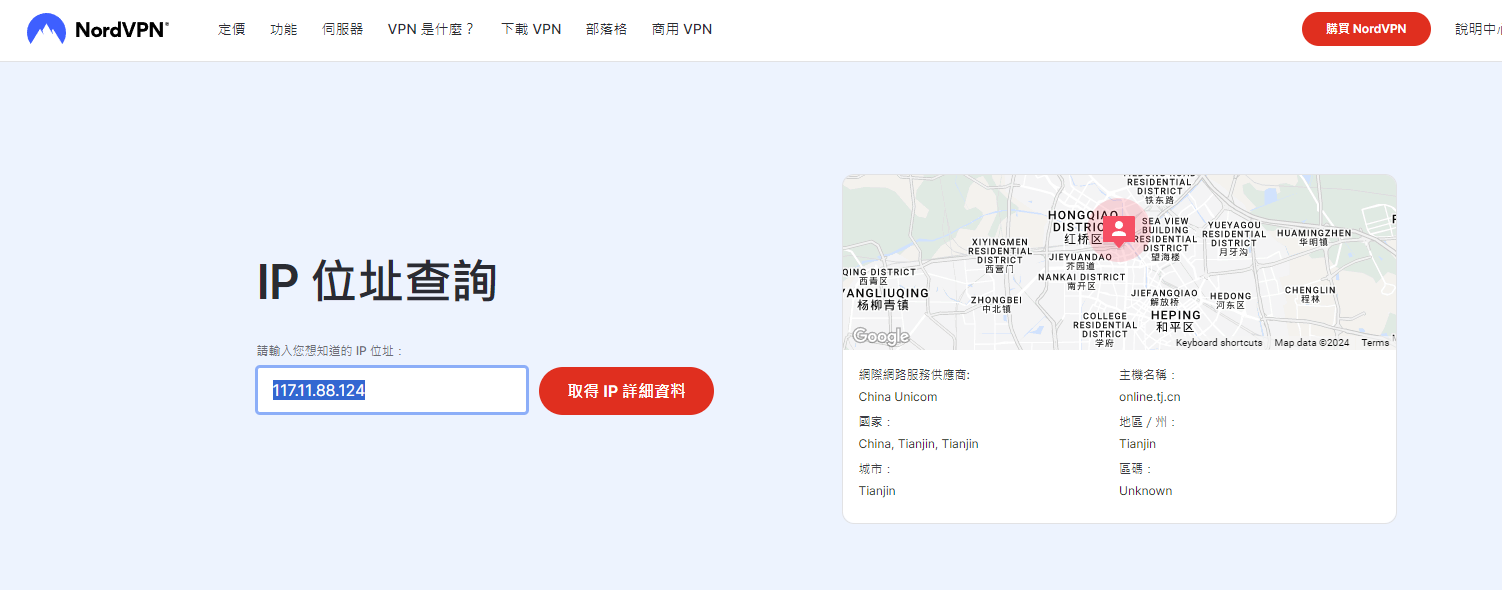 NordVPN®
定價 功能 伺服器 VPN 是什麼？ 下載 VPN 部落格 商用 VPN
購買 NordVPN
說明中
IP 位址查詢
請輸入您想知道的 IP 位址：
117.11.88.124
取得 IP 詳細資料
RESIDENTIAL
DISTRICT
铁东路
HONGQIAO
DISTRIC
红桥区
SEA VIEW
BUILDING
RESIDENTIAL
DISTRICT
望海楼
YUEYAGOU
RESIDENTIAL
DISTRICT
月牙沟
HUAMINGZHEN
华明镇
XIYINGMEN
RESIDENTIAL
DISTRICT
西营门
JIEYUANDAO
芥园道
NANKAI DISTRICT
南开区
QING DISTRICT
西青区
YANGLIUQING
杨柳青镇
ZHONGBEI
中北镇
JIEFANGQIAO
解放桥
HEDONG
河东区
CHENGLIN
程林
COLLEGE
RESIDENTIAL
DISTRICT
学府
HEPING
和平区
Google
Keyboard shortcuts Map data ©2024 Terms
網際網路服務供應商:
China Unicom
主機名稱：
online.tj.cn
國家：
China, Tianjin, Tianjin
地區 / 州：
Tianjin
城市：
Tianjin
區碼：
Unknown